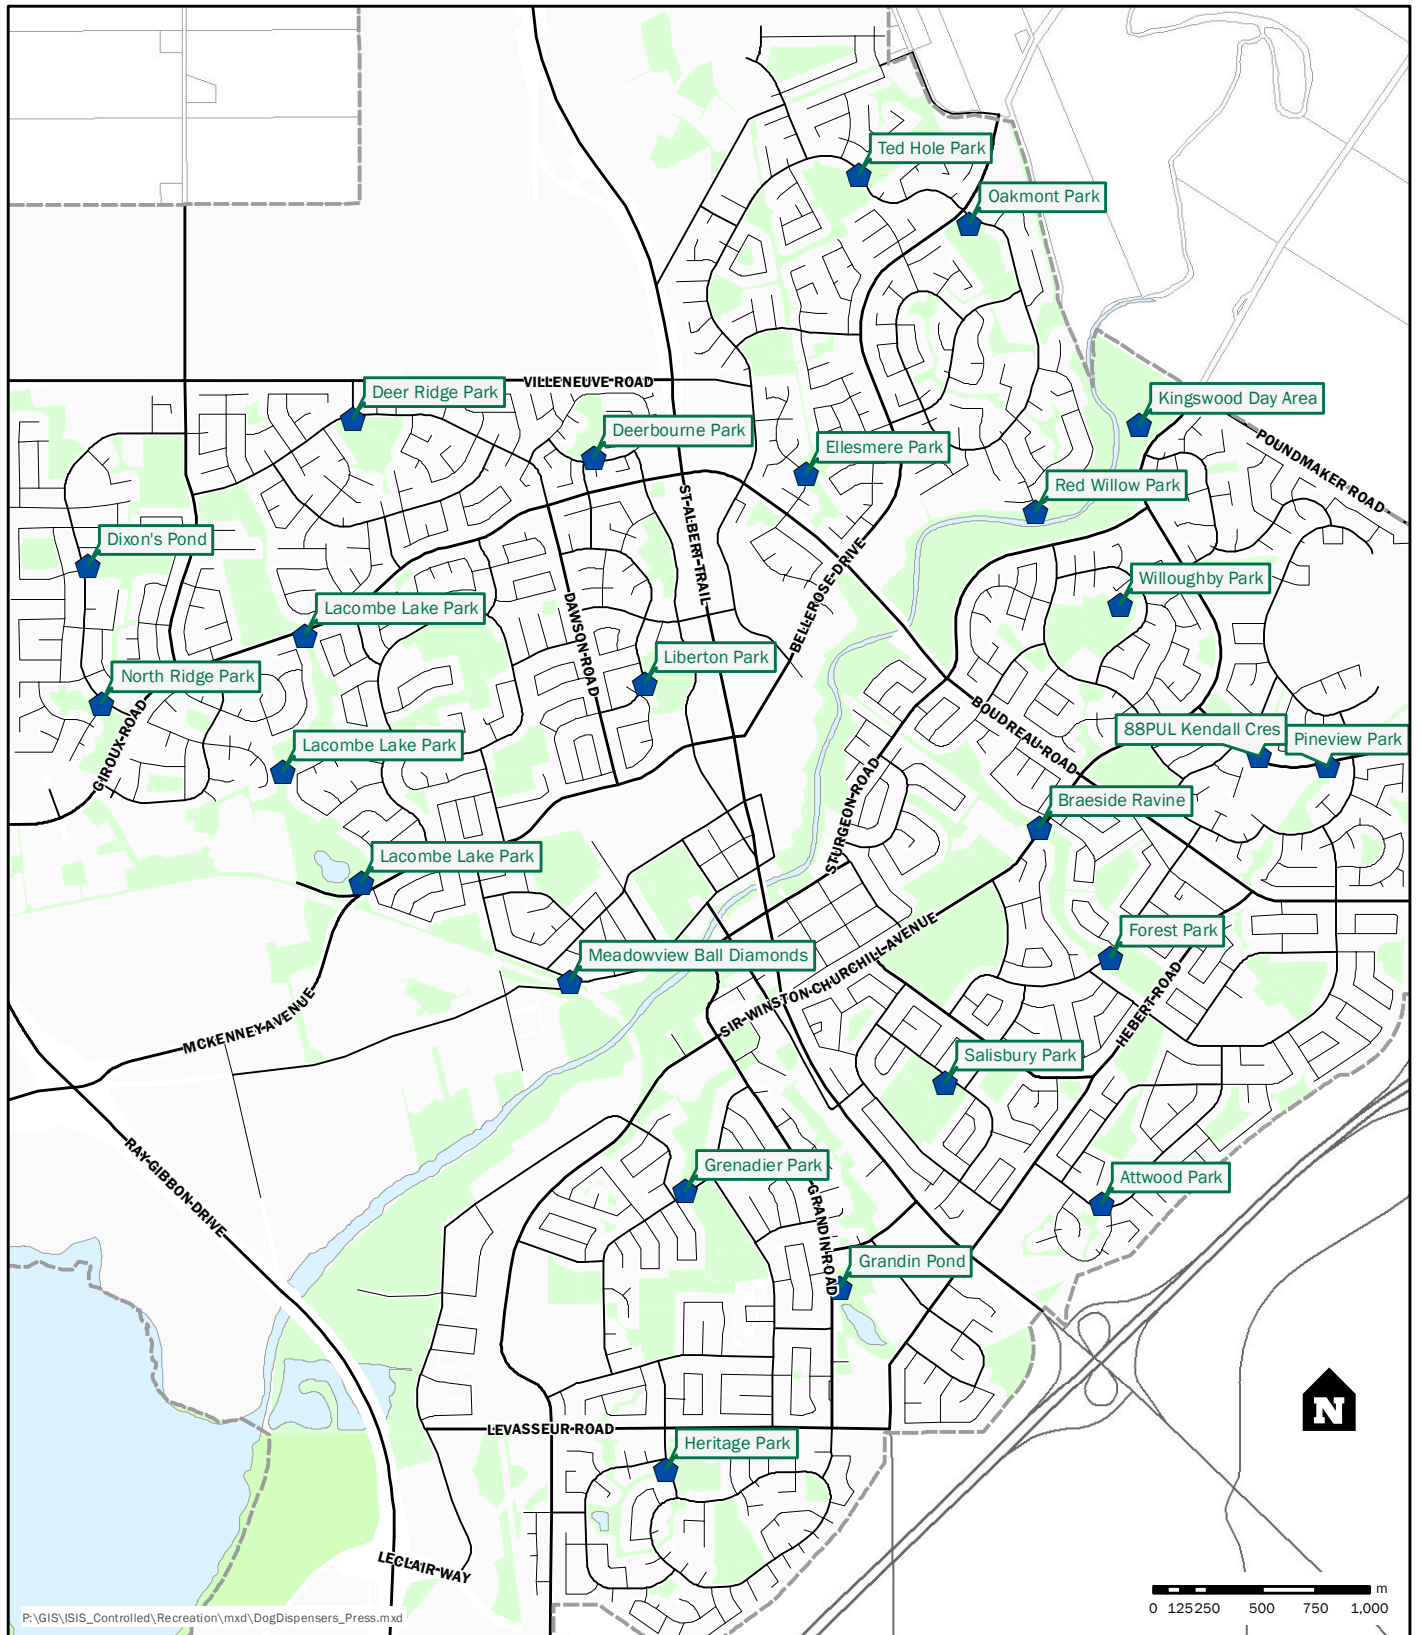 Ted Hole Park
Oakmont Park
VILLENEUVE ROAD
Deer Ridge Park
Kingswood Day Area
Deerbourne Park
Ellesmere Park
POUNDMAKER ROAD
Red Willow Park
ST ALBERT TRAIL
Dixon's Pond
BELLEROSE DRIVE
Willoughby Park
Lacombe Lake Park
DAWSON ROAD
Liberton Park
North Ridge Park
GIROUX ROAD
BOUDREAU ROAD
88PUL Kendall Cres
Pineview Park
Lacombe Lake Park
STURGEON ROAD
Braeside Ravine
Lacombe Lake Park
Forest Park
Meadowview Ball Diamonds
SIR WINSTON CHURCHILL AVENUE
HEBERT ROAD
MCKENNEY AVENUE
Salisbury Park
RAY GIBBON DRIVE
Grenadier Park
Attwood Park
GRANDIN ROAD
Grandin Pond
N
LEVASSEUR ROAD
Heritage Park
LECLAIR WAY
m
0 125 250 500 750 1,000
P:\GIS\ISIS_Controlled\Recreation\mxd\DogDispensers_Press.mxd